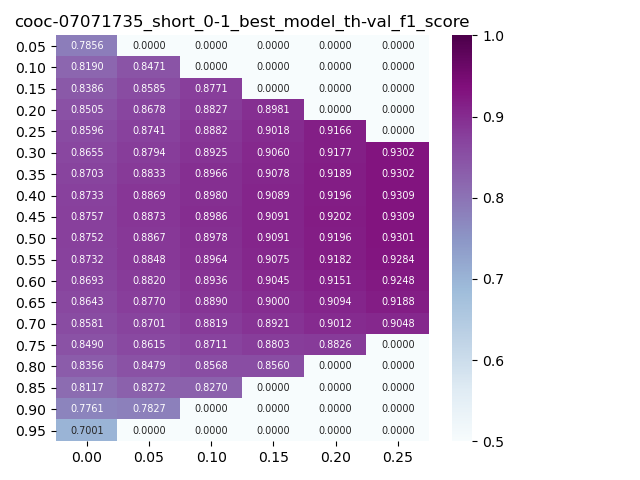 cooc-07071735_short_0-1_best_model_th-val_f1_score
0.05 0.7856 0.0000 0.0000 0.0000 0.0000 0.0000
0.10 0.8190 0.8471 0.0000 0.0000 0.0000 0.0000
0.15 0.8386 0.8585 0.8771 0.0000 0.0000 0.0000
0.20 0.8505 0.8678 0.8827 0.8981 0.0000 0.0000
0.25 0.8596 0.8741 0.8882 0.9018 0.9166 0.0000
0.30 0.8655 0.8794 0.8925 0.9060 0.9177 0.9302
0.35 0.8703 0.8833 0.8966 0.9078 0.9189 0.9302
0.40 0.8733 0.8869 0.8980 0.9089 0.9196 0.9309
0.45 0.8757 0.8873 0.8986 0.9091 0.9202 0.9309
0.50 0.8752 0.8867 0.8978 0.9091 0.9196 0.9301
0.55 0.8732 0.8848 0.8964 0.9075 0.9182 0.9284
0.60 0.8693 0.8820 0.8936 0.9045 0.9151 0.9248
0.65 0.8643 0.8770 0.8890 0.9000 0.9094 0.9188
0.70 0.8581 0.8701 0.8819 0.8921 0.9012 0.9048
0.75 0.8490 0.8615 0.8711 0.8803 0.8826 0.0000
0.80 0.8356 0.8479 0.8568 0.8560 0.0000 0.0000
0.85 0.8117 0.8272 0.8270 0.0000 0.0000 0.0000
0.90 0.7761 0.7827 0.0000 0.0000 0.0000 0.0000
0.95 0.7001 0.0000 0.0000 0.0000 0.0000 0.0000
0.00 0.05 0.10 0.15 0.20 0.25
1.0
0.9
0.8
0.7
0.6
0.5